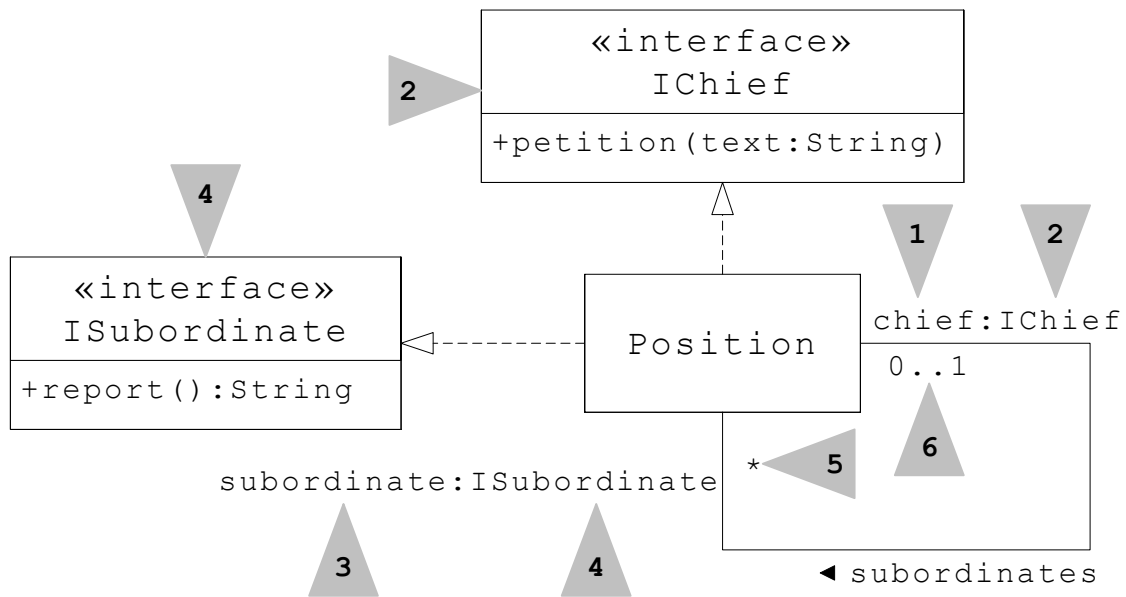 «interface»
IChief
+petition(text:String)
2
4
1
2
«interface»
ISubordinate
+report():String
Position
chief:IChief
0..1
6
*
5
subordinate:ISubordinate
3
4
◄ subordinates